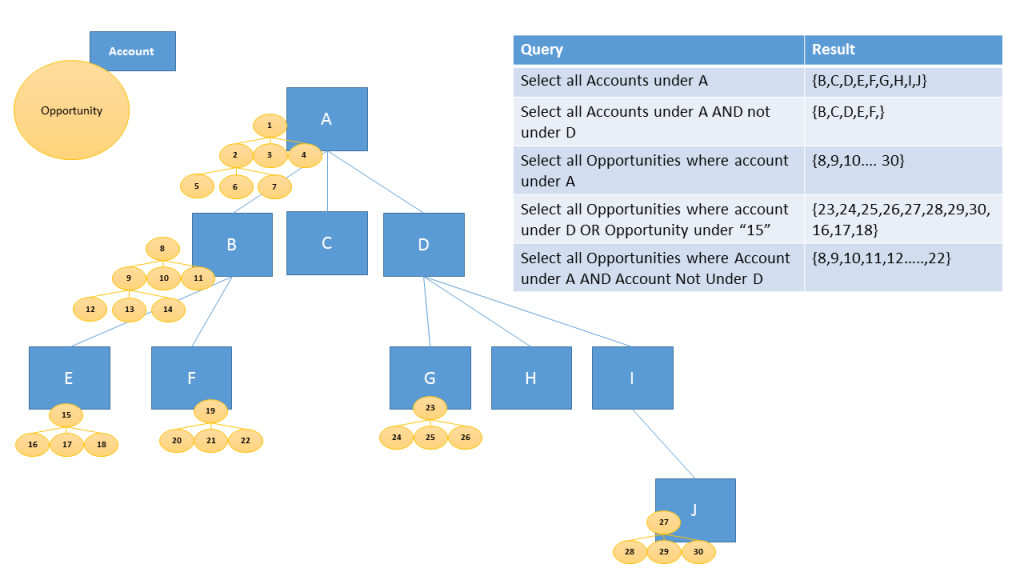 Account
Opportunity
Query Result
Select all Accounts under A {B,C,D,E,F,G,H,I,J}
Select all Accounts under A AND not {B,C,D,E,F,}
under D
Select all Opportunities where account {8,9,10.... 30}
under A
Select all Opportunities where account {23,24,25,26,27,28,29,30,
under D OR Opportunity under “15” 16,17,18}
Select all Opportunities where Account {8,9,10,11,12.....,22}
under A AND Account Not Under D
A
1
2 3 4
5 6 7
B C D
8
9 10 11
12 13 14
E F G H I
15 19 23
16 17 18 20 21 22 24 25 26
J
27
28 29 30